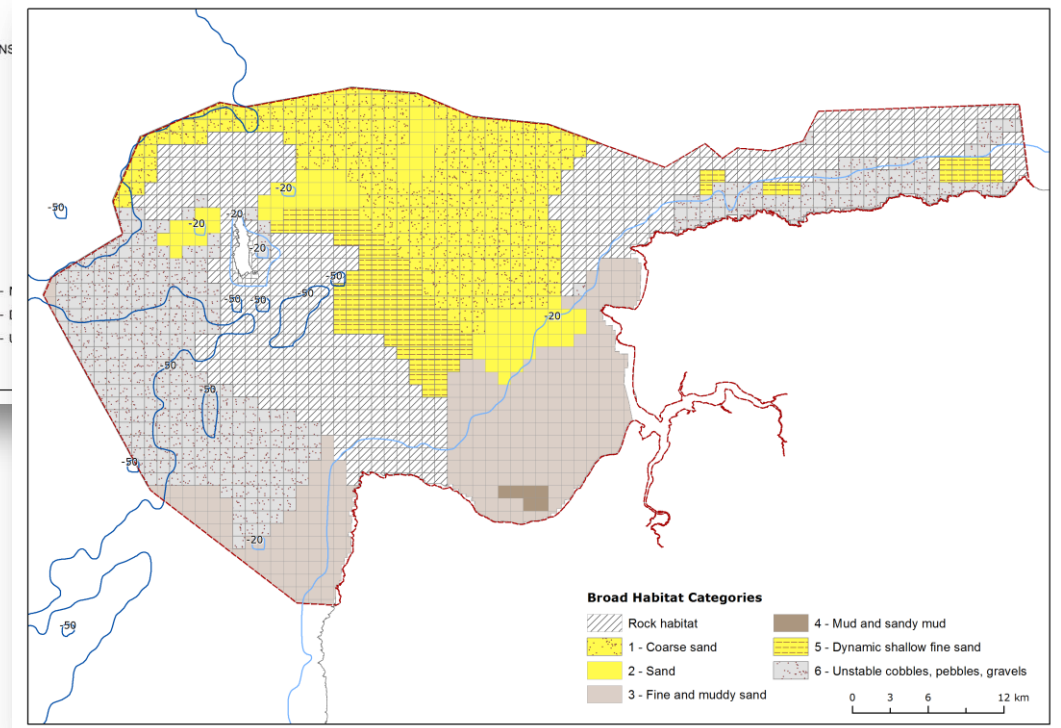 NS
-20
-50
-20
-20
-20
-50
-50
-50
-50
-20
-50
-50
-50
-20
-50
Broad Habitat Categories
Rock habitat
1 - Coarse sand
2 - Sand
3 - Fine and muddy sand
4 - Mud and sandy mud
5 - Dynamic shallow fine sand
6 - Unstable cobbles, pebbles, gravels
0 3 6 12 km